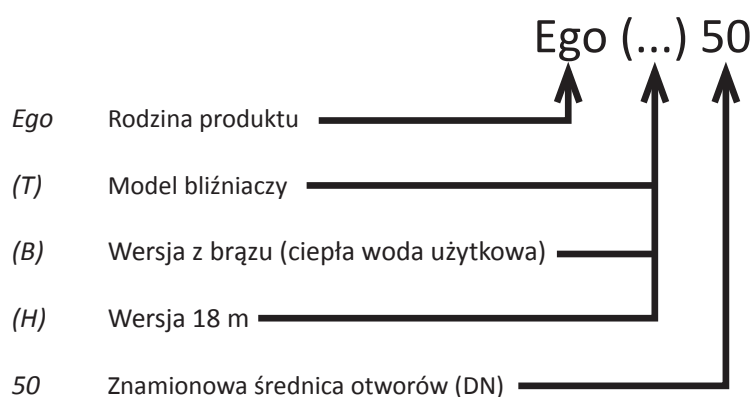 Ego (...) 50
Ego Rodzina produktu
(T) Model bliźniaczy
(B) Wersja z brązu (ciepła woda użytkowa)
(H) Wersja 18 m
50 Znamionowa średnica otworów (DN)